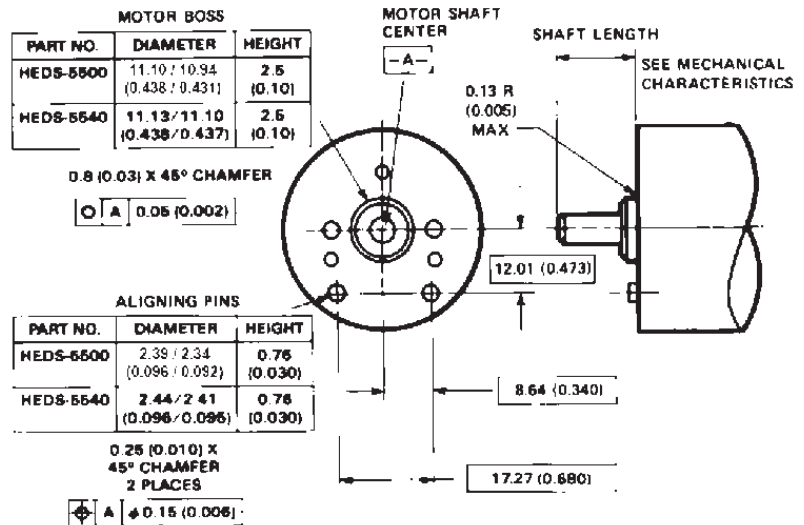 MOTOR BOSS
PART NO. DIAMETER HEIGHT
HEDS-5500 11.10 / 10.94 2.5
(0.438 / 0.431) (0.10)
HEDS-5540 11.13/11.10 2.5
(0.438/0.437) (0.10)
0.8 (0.03) X 45° CHAMFER
A 0.05 (0.002)
MOTOR SHAFT
CENTER
-A-
SHAFT LENGTH
SEE MECHANICAL
CHARACTERISTICS
0.13 R
(0.005)
MAX
12.01 (0.473)
ALIGNING PINS
PART NO. DIAMETER HEIGHT
HEDS-5500 2.39 / 2.34 0.76
(0.096 / 0.092) (0.030)
HEDS-5540 2.44/2.41 0.76
(0.096/0.095) (0.030)
0.25 (0.010) X
45° CHAMFER
2 PLACES
A ⌀ 0.15 (0.006)
8.64 (0.340)
17.27 (0.680)